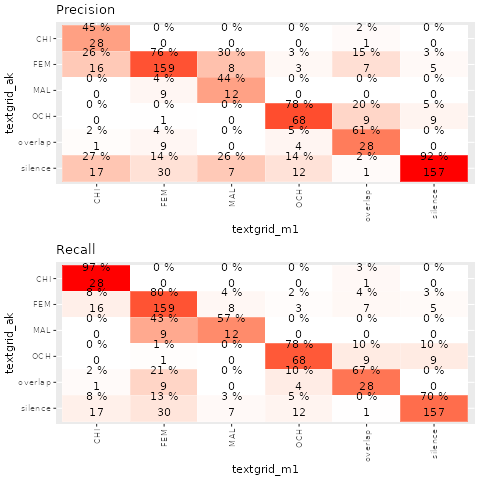 Precision
CHI 45 % 0 % 0 % 0 % 2 % 0 %
28 0 0 0 1 0
FEM 26 % 76 % 30 % 3 % 15 % 3 %
16 159 8 3 7 5
MAL 0 % 4 % 44 % 0 % 0 % 0 %
0 9 12 0 0 0
OCH 0 % 0 % 0 % 78 % 20 % 5 %
0 1 0 68 9 9
overlap 2 % 4 % 0 % 5 % 61 % 0 %
1 9 0 4 28 0
silence 27 % 14 % 26 % 14 % 2 % 92 %
17 30 7 12 1 157
textgrid_ak
CHI FEM MAL OCH overlap silence
textgrid_m1
Recall
CHI 97 % 0 % 0 % 0 % 3 % 0 %
28 0 0 0 1 0
FEM 8 % 80 % 4 % 2 % 4 % 3 %
16 159 8 3 7 5
MAL 0 % 43 % 57 % 0 % 0 % 0 %
0 9 12 0 0 0
OCH 0 % 1 % 0 % 78 % 10 % 10 %
0 1 0 68 9 9
overlap 2 % 21 % 0 % 10 % 67 % 0 %
1 9 0 4 28 0
silence 8 % 13 % 3 % 5 % 0 % 70 %
17 30 7 12 1 157
textgrid_ak
CHI FEM MAL OCH overlap silence
textgrid_m1